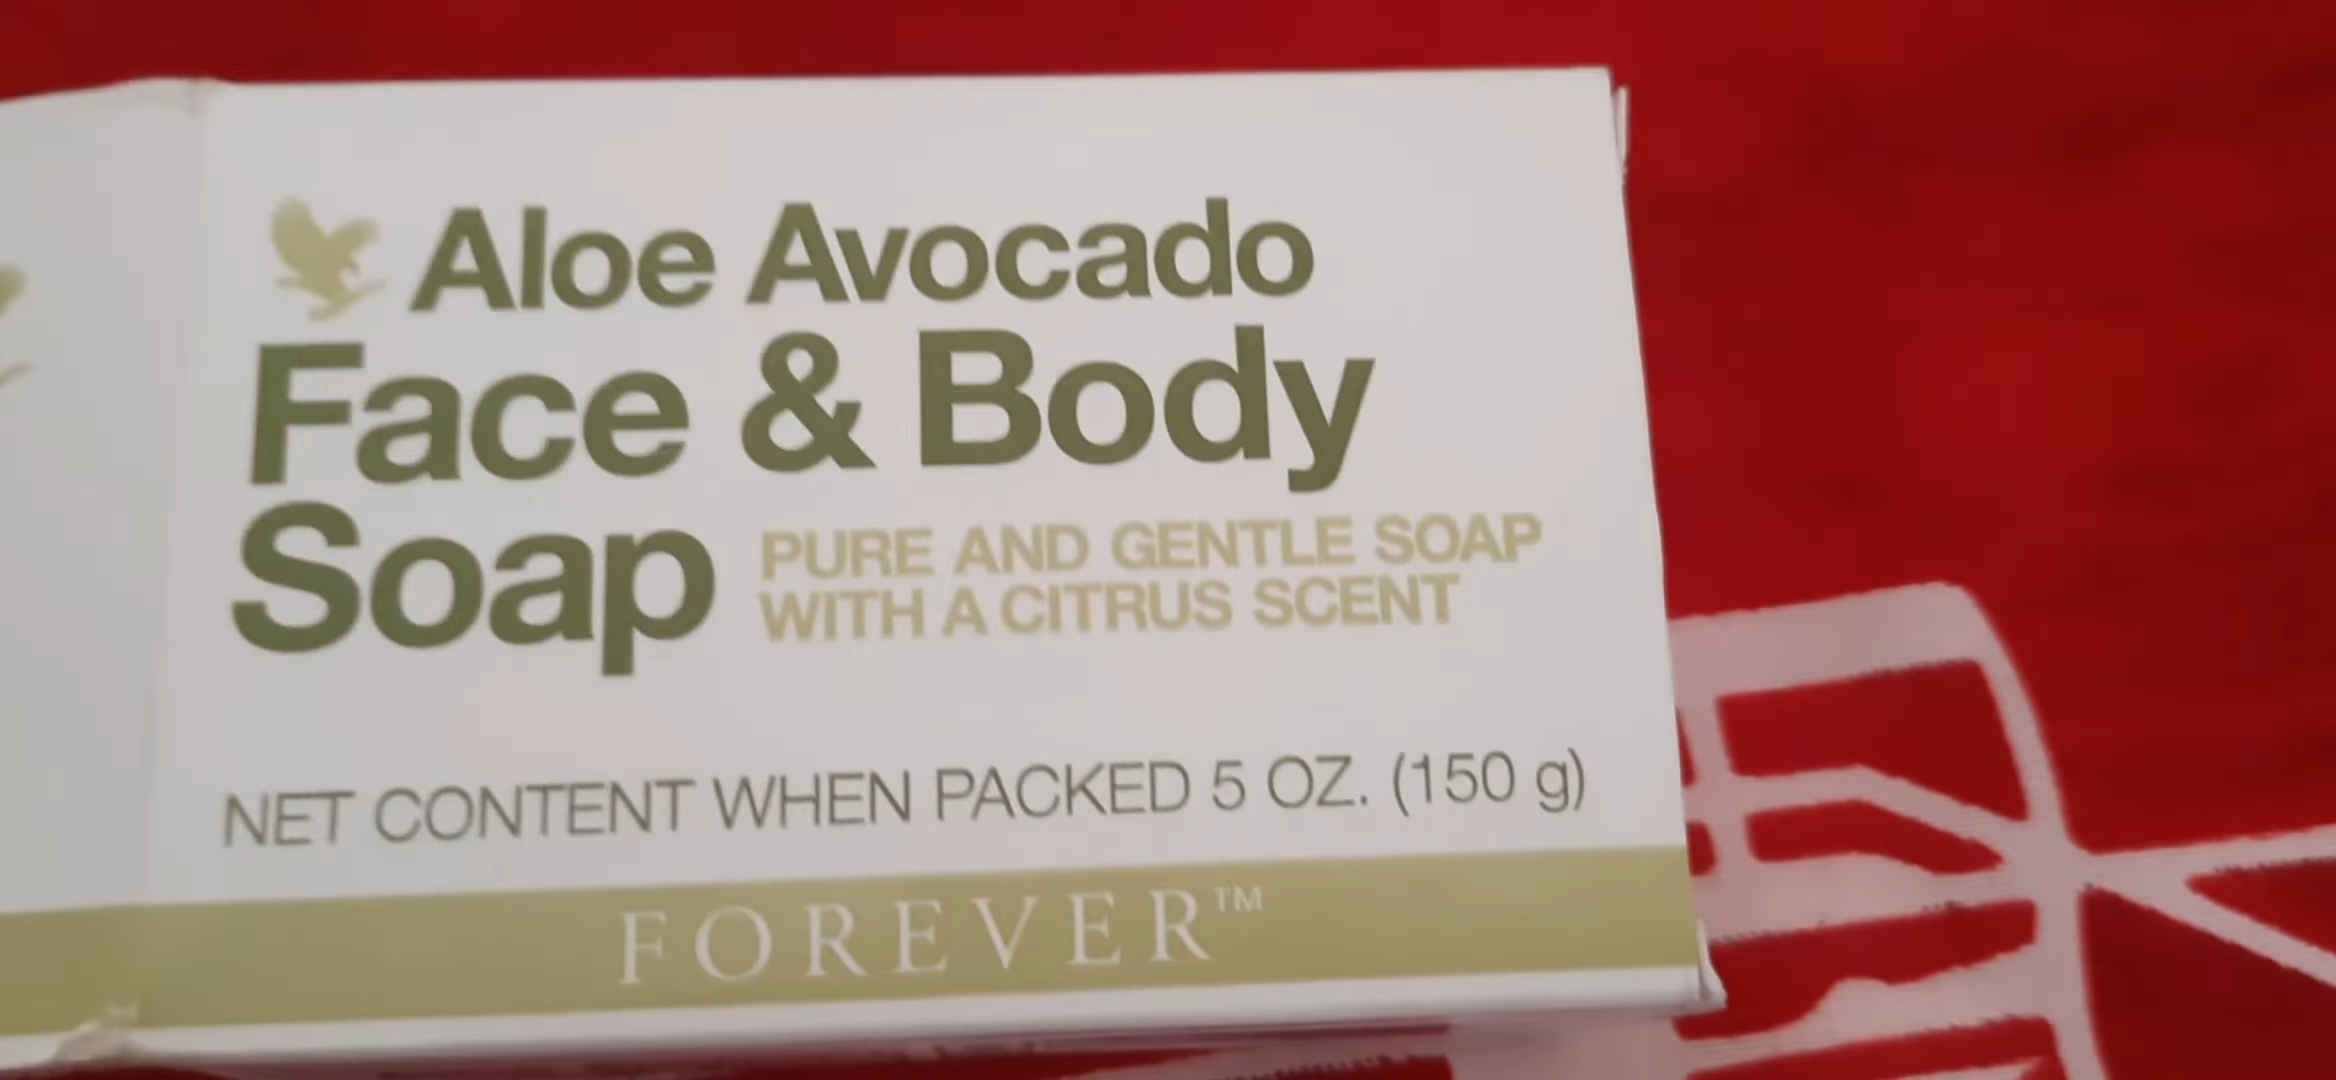 Aloe Avocado
Face & Body
Soap
PURE AND GENTLE SOAP
WITH A CITRUS SCENT
NET CONTENT WHEN PACKED 5 OZ. (150 g)
FOREVER™